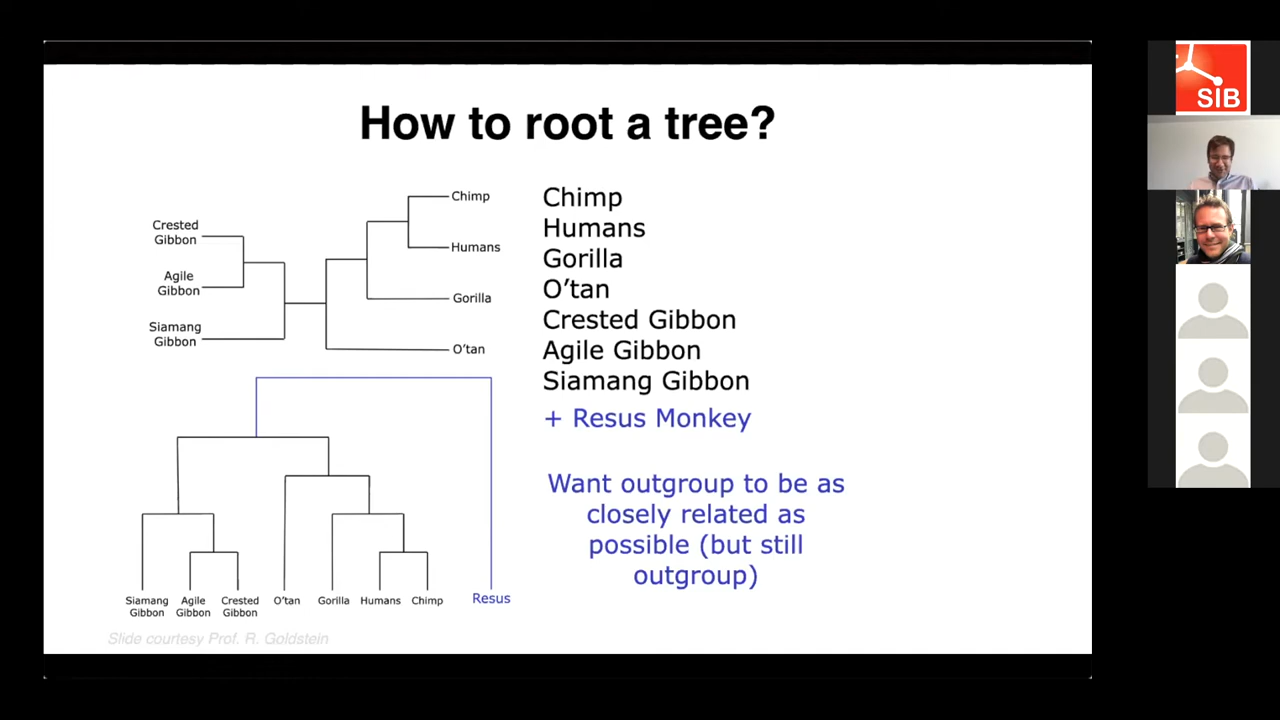 How to root a tree?
Crested
Gibbon
Agile
Gibbon
Siamang
Gibbon
Chimp
Humans
Gorilla
O'tan
Chimp
Humans
Gorilla
O'tan
Crested Gibbon
Agile Gibbon
Siamang Gibbon
+ Resus Monkey
Want outgroup to be as
closely related as
possible (but still
outgroup)
Siamang
Gibbon
Agile
Gibbon
Crested
Gibbon
O'tan
Gorilla
Humans
Chimp
Resus
Slide courtesy Prof. R. Goldstein
SIB